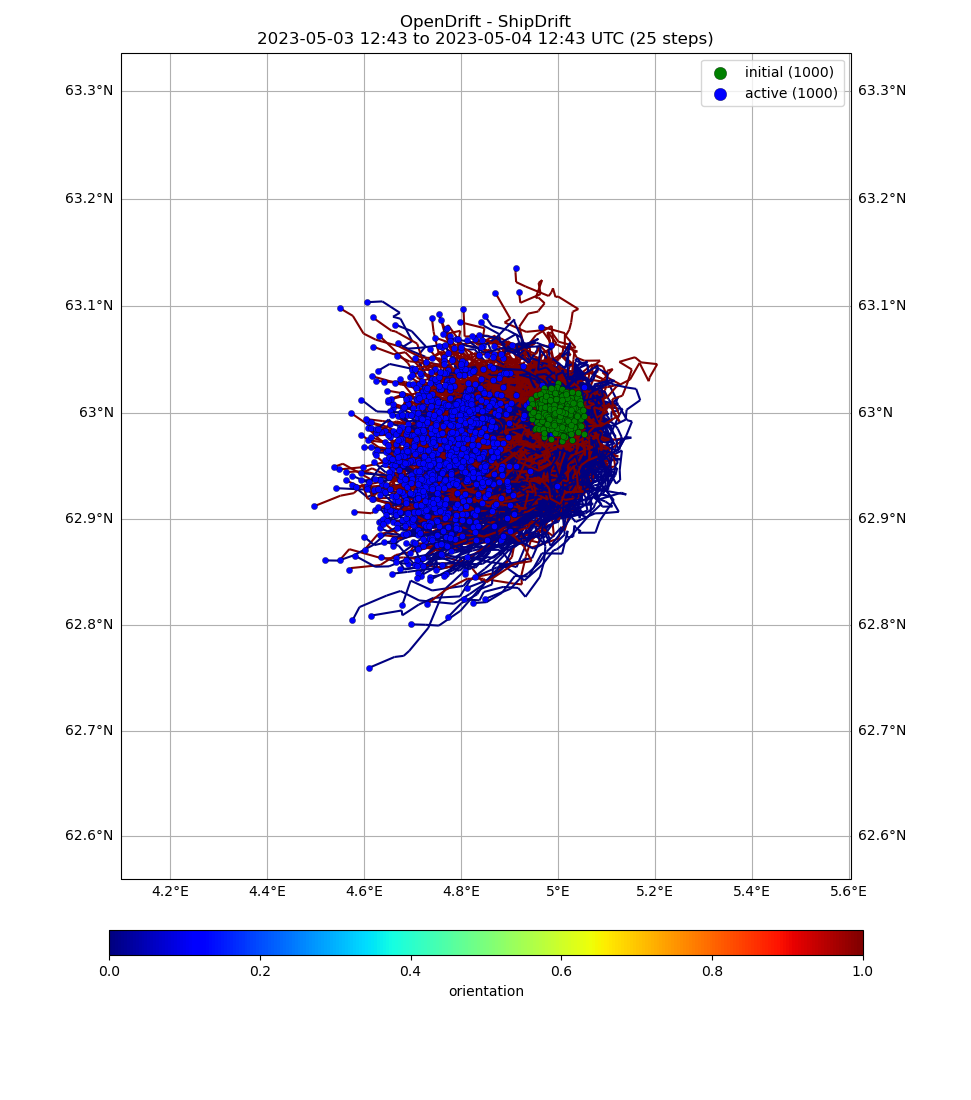 OpenDrift - ShipDrift
2023-05-03 12:43 to 2023-05-04 12:43 UTC (25 steps)
initial (1000)
active (1000)
63.3°N 63.3°N
63.2°N 63.2°N
63.1°N 63.1°N
63°N 63°N
62.9°N 62.9°N
62.8°N 62.8°N
62.7°N 62.7°N
62.6°N 62.6°N
4.2°E 4.4°E 4.6°E 4.8°E 5°E 5.2°E 5.4°E 5.6°E
0.0 0.2 0.4 0.6 0.8 1.0
orientation